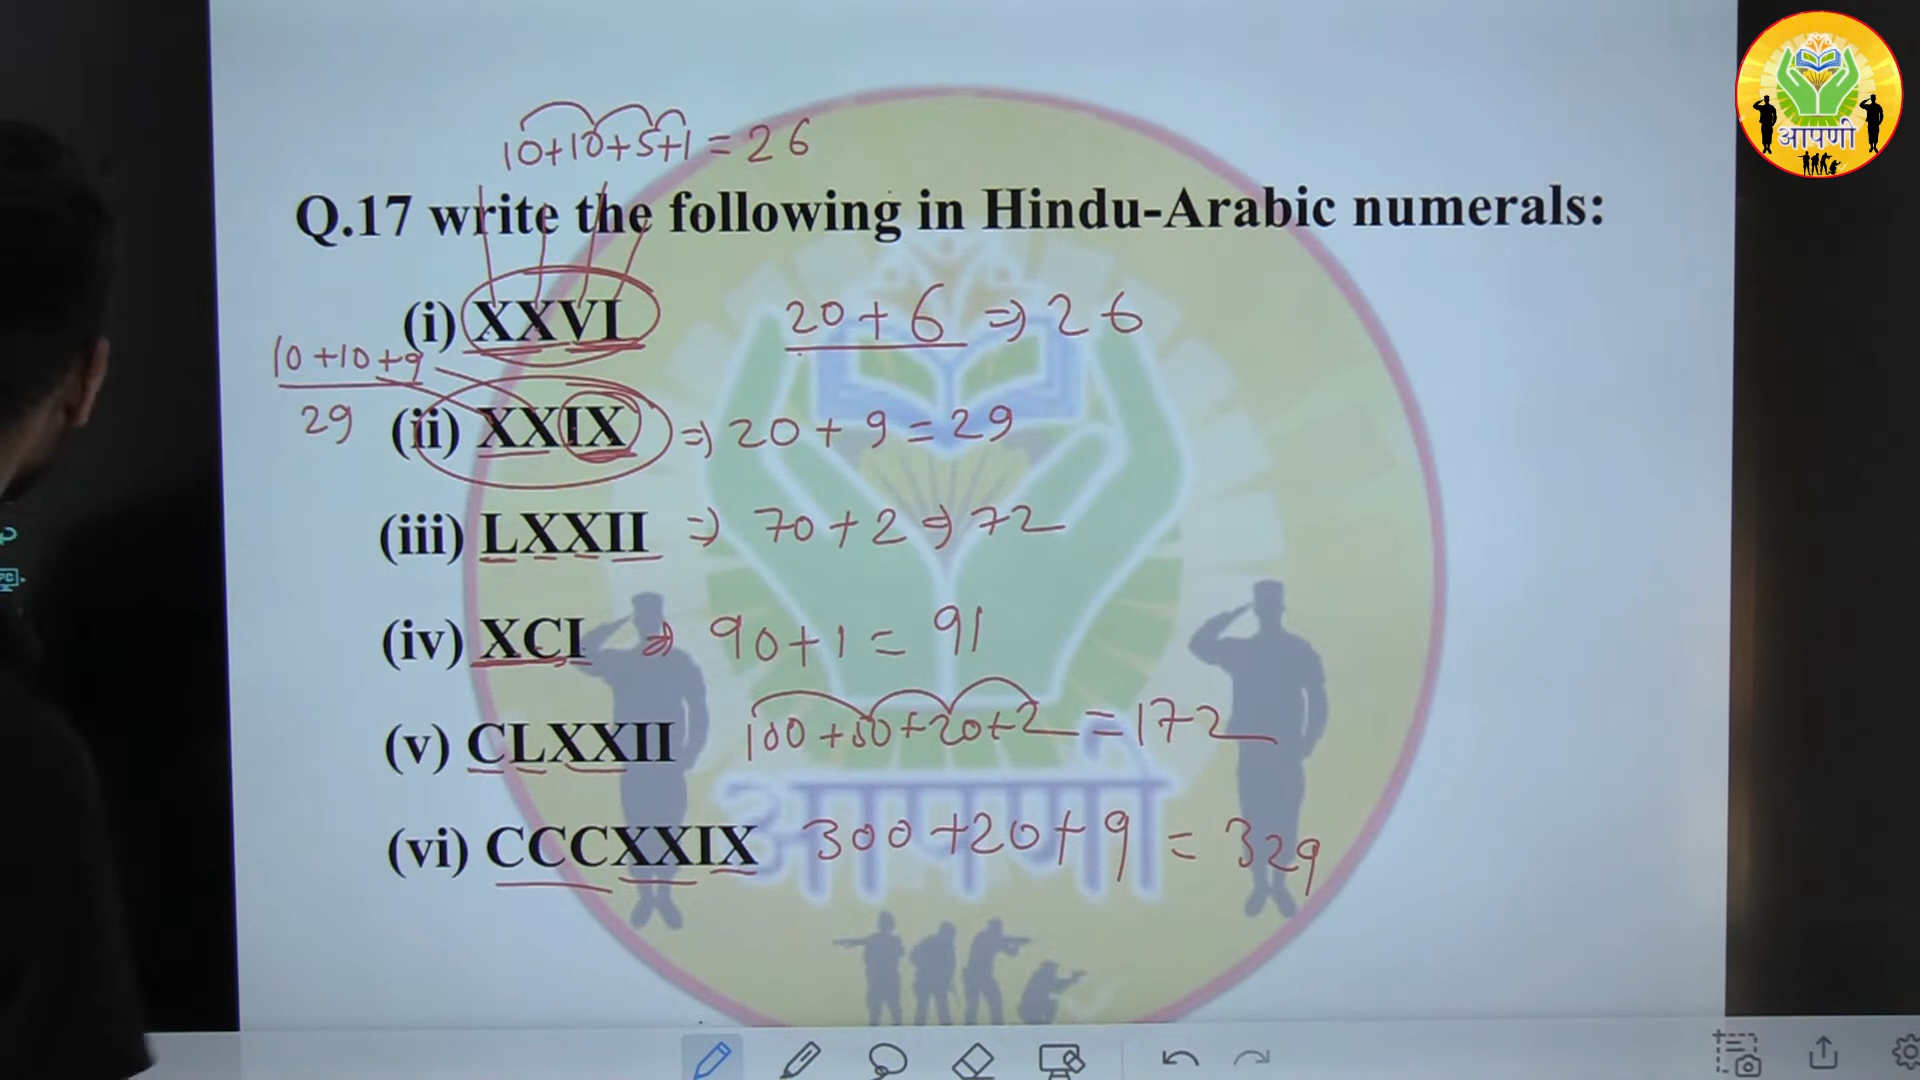 आपणी
10+10+5+1 = 26
Q.17 write the following in Hindu-Arabic numerals:
(i) XXVI 20+6 ⇒ 26
10+10+9
29
(ii) XXIX ⇒ 20+9 = 29
(iii) LXXII ⇒ 70+2 ⇒ 72
(iv) XCI ⇒ 90+1 = 91
(v) CLXXII 100+50+20+2 = 172
(vi) CCCXXIX 300+20+9 = 329
आपणी